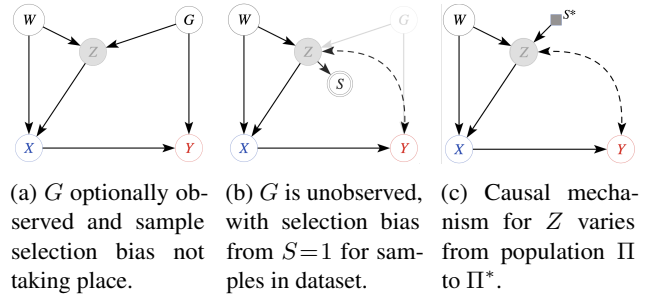 W G W G W S*
Z Z Z
S
X Y X Y X Y
(a) G optionally ob-
served and sample
selection bias not
taking place.
(b) G is unobserved,
with selection bias
from S=1 for sam-
ples in dataset.
(c) Causal mecha-
nism for Z varies
from population Π
to Π*.